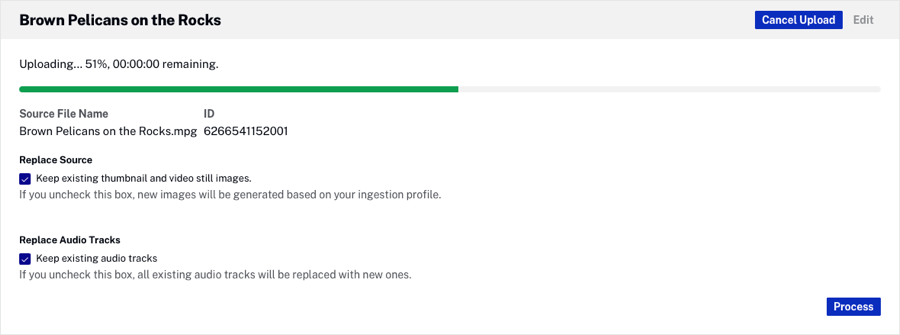 Brown Pelicans on the Rocks
Cancel Upload
Edit
Uploading... 51%, 00:00:00 remaining.
Source File Name ID
Brown Pelicans on the Rocks.mpg 6266541152001
Replace Source
Keep existing thumbnail and video still images.
If you uncheck this box, new images will be generated based on your ingestion profile.
Replace Audio Tracks
Keep existing audio tracks
If you uncheck this box, all existing audio tracks will be replaced with new ones.
Process